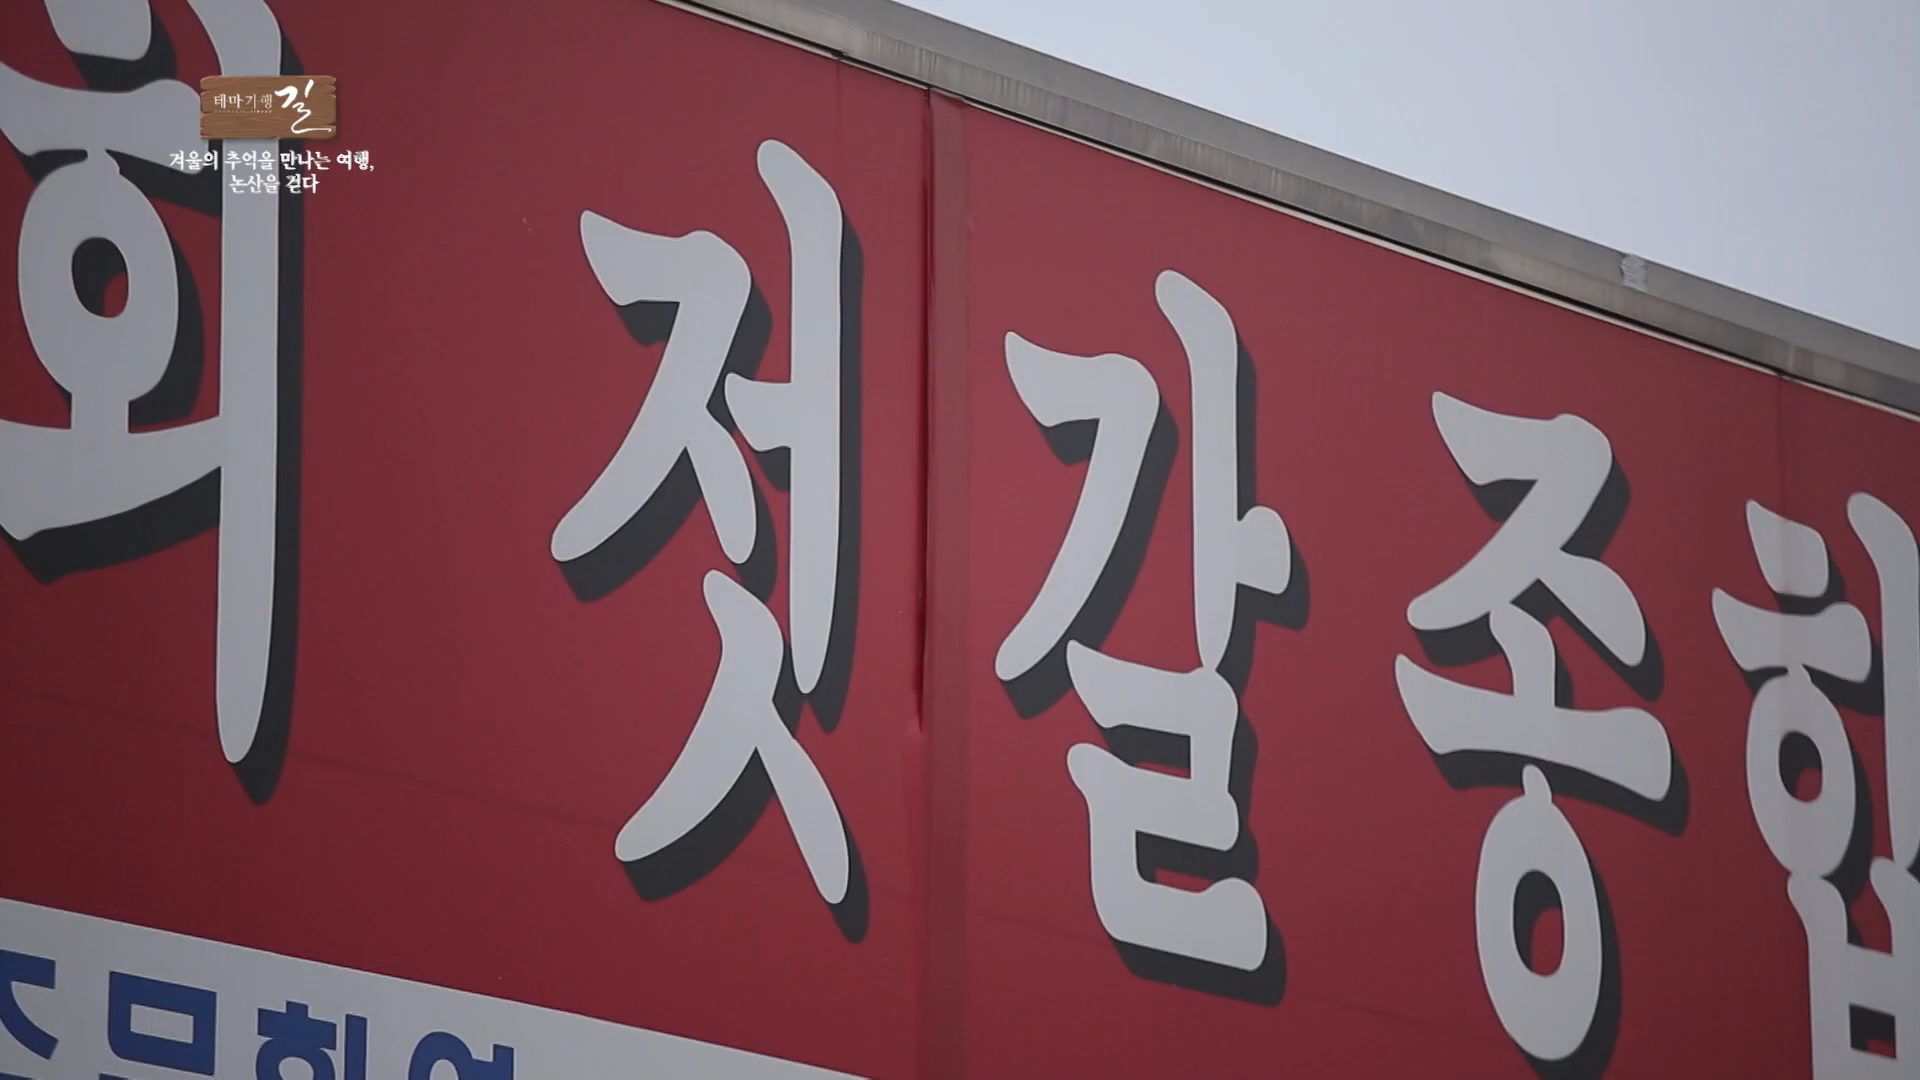 테마기행 길
겨울의 추억을 만나는 여행,
논산을 걷다
회 젓갈종합